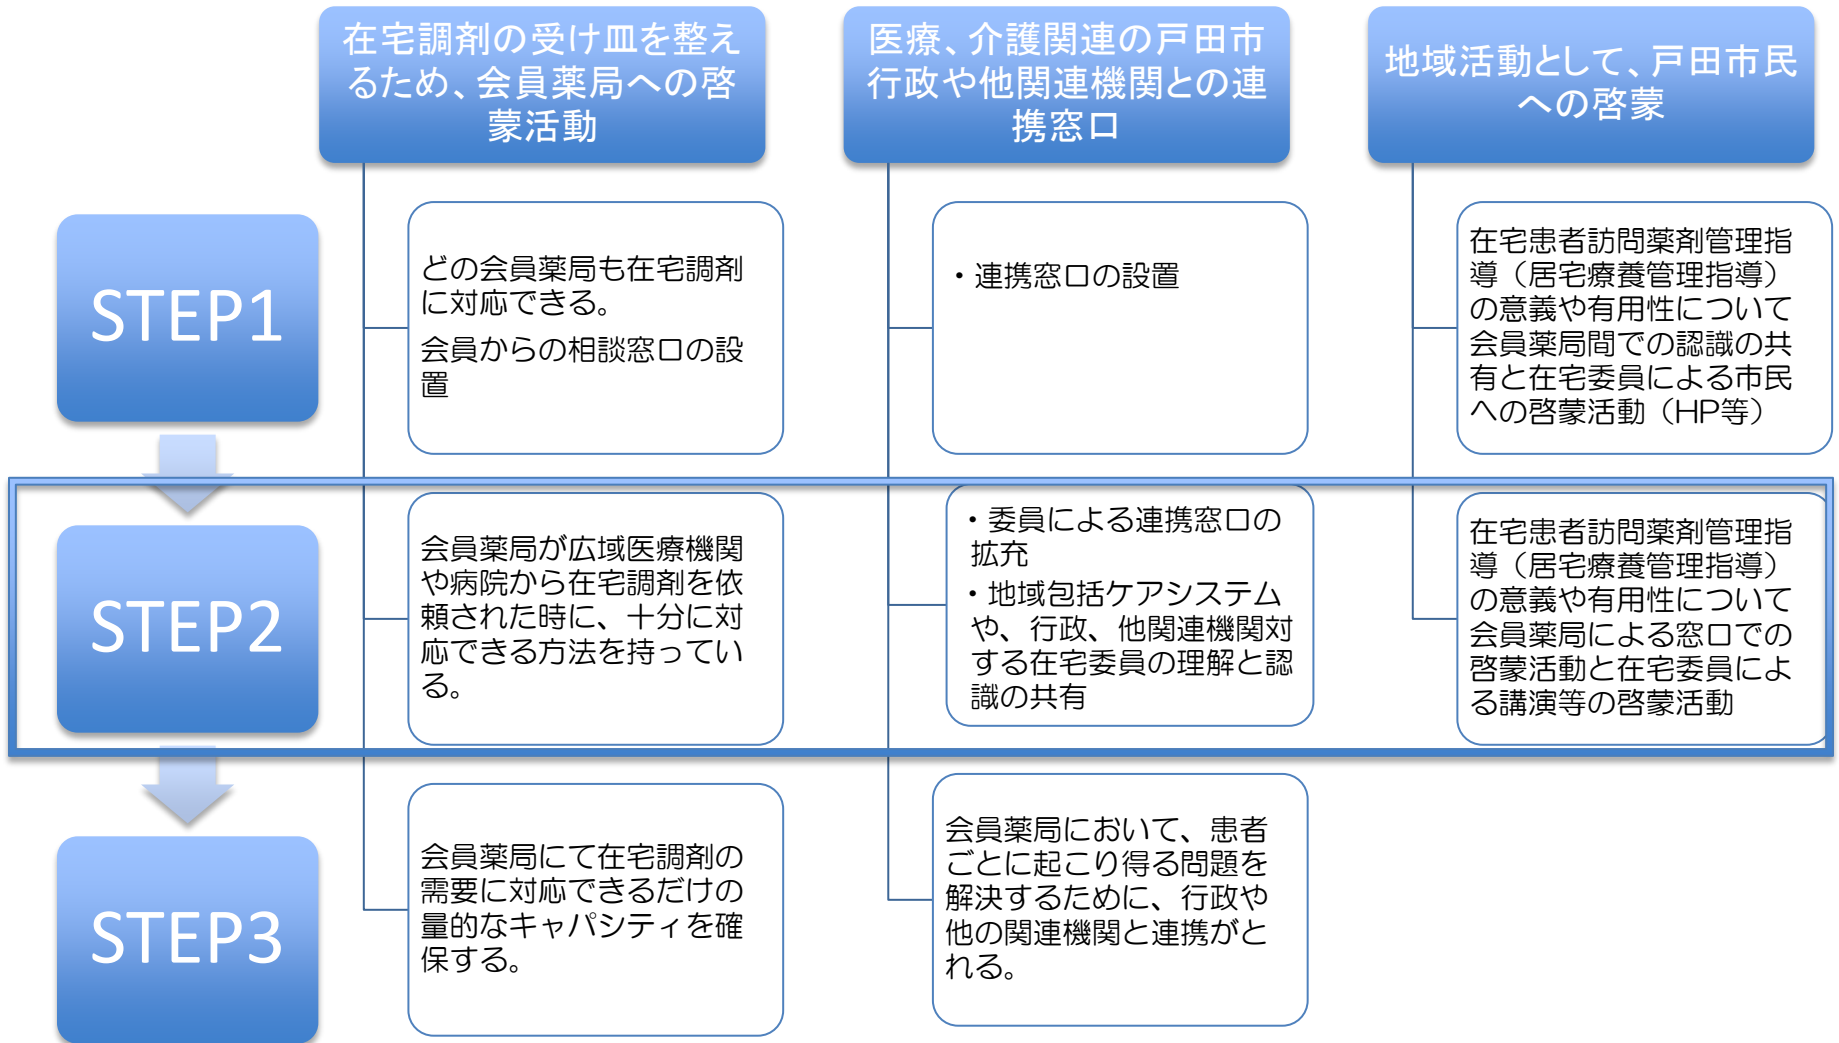 在宅調剤の受け皿を整え
るため、会員薬局への啓
蒙活動
医療、介護関連の戸田市
行政や他関連機関との連
携窓口
地域活動として、戸田市民
への啓蒙
STEP1
どの会員薬局も在宅調剤
に対応できる。
会員からの相談窓口の設
置
・連携窓口の設置
在宅患者訪問薬剤管理指
導（居宅療養管理指導）
の意義や有用性について
会員薬局間での認識の共
有と在宅委員による市民
への啓蒙活動（HP等）
STEP2
会員薬局が広域医療機関
や病院から在宅調剤を依
頼された時に、十分に対
応できる方法を持ってい
る。
・委員による連携窓口の
拡充
・地域包括ケアシステム
や、行政、他関連機関対
する在宅委員の理解と認
識の共有
在宅患者訪問薬剤管理指
導（居宅療養管理指導）
の意義や有用性について
会員薬局による窓口での
啓蒙活動と在宅委員によ
る講演等の啓蒙活動
STEP3
会員薬局にて在宅調剤の
需要に対応できるだけの
量的なキャパシティを確
保する。
会員薬局において、患者
ごとに起こり得る問題を
解決するために、行政や
他の関連機関と連携がと
れる。